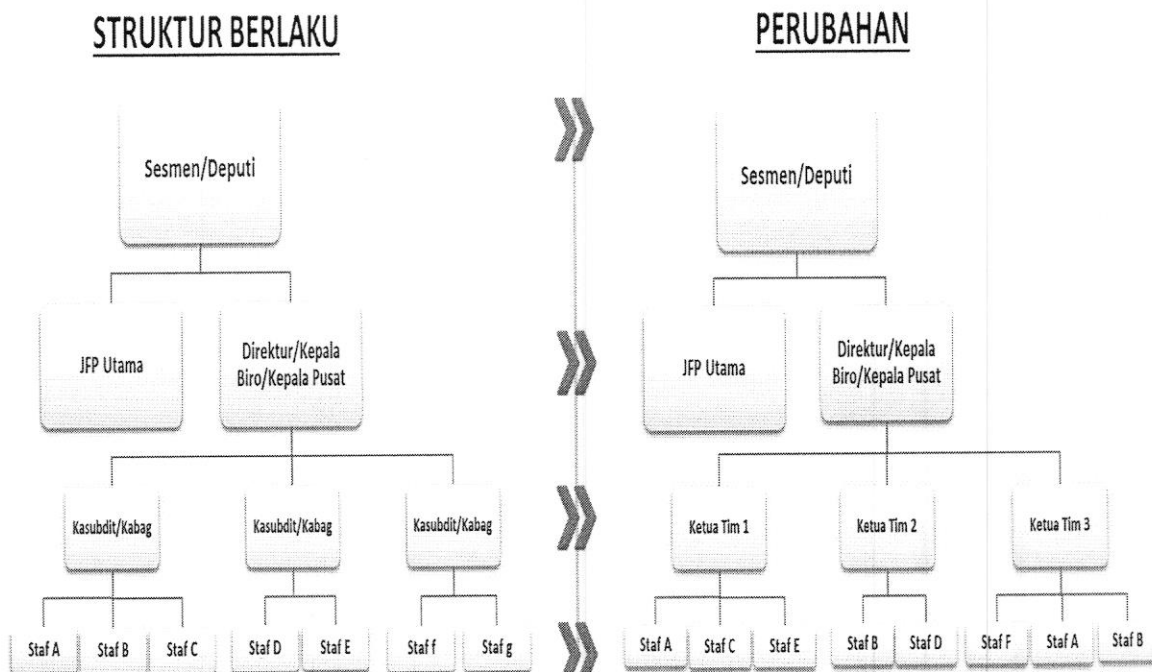 STRUKTUR BERLAKU
Sesmen/Deputi
JFP Utama
Direktur/Kepala
Biro/Kepala Pusat
Kasubdit/Kabag
Kasubdit/Kabag
Kasubdit/Kabag
Staf A
Staf B
Staf C
Staf D
Staf E
Staf f
Staf g
PERUBAHAN
Sesmen/Deputi
JFP Utama
Direktur/Kepala
Biro/Kepala Pusat
Ketua Tim 1
Ketua Tim 2
Ketua Tim 3
Staf A
Staf C
Staf E
Staf B
Staf D
Staf F
Staf A
Staf B